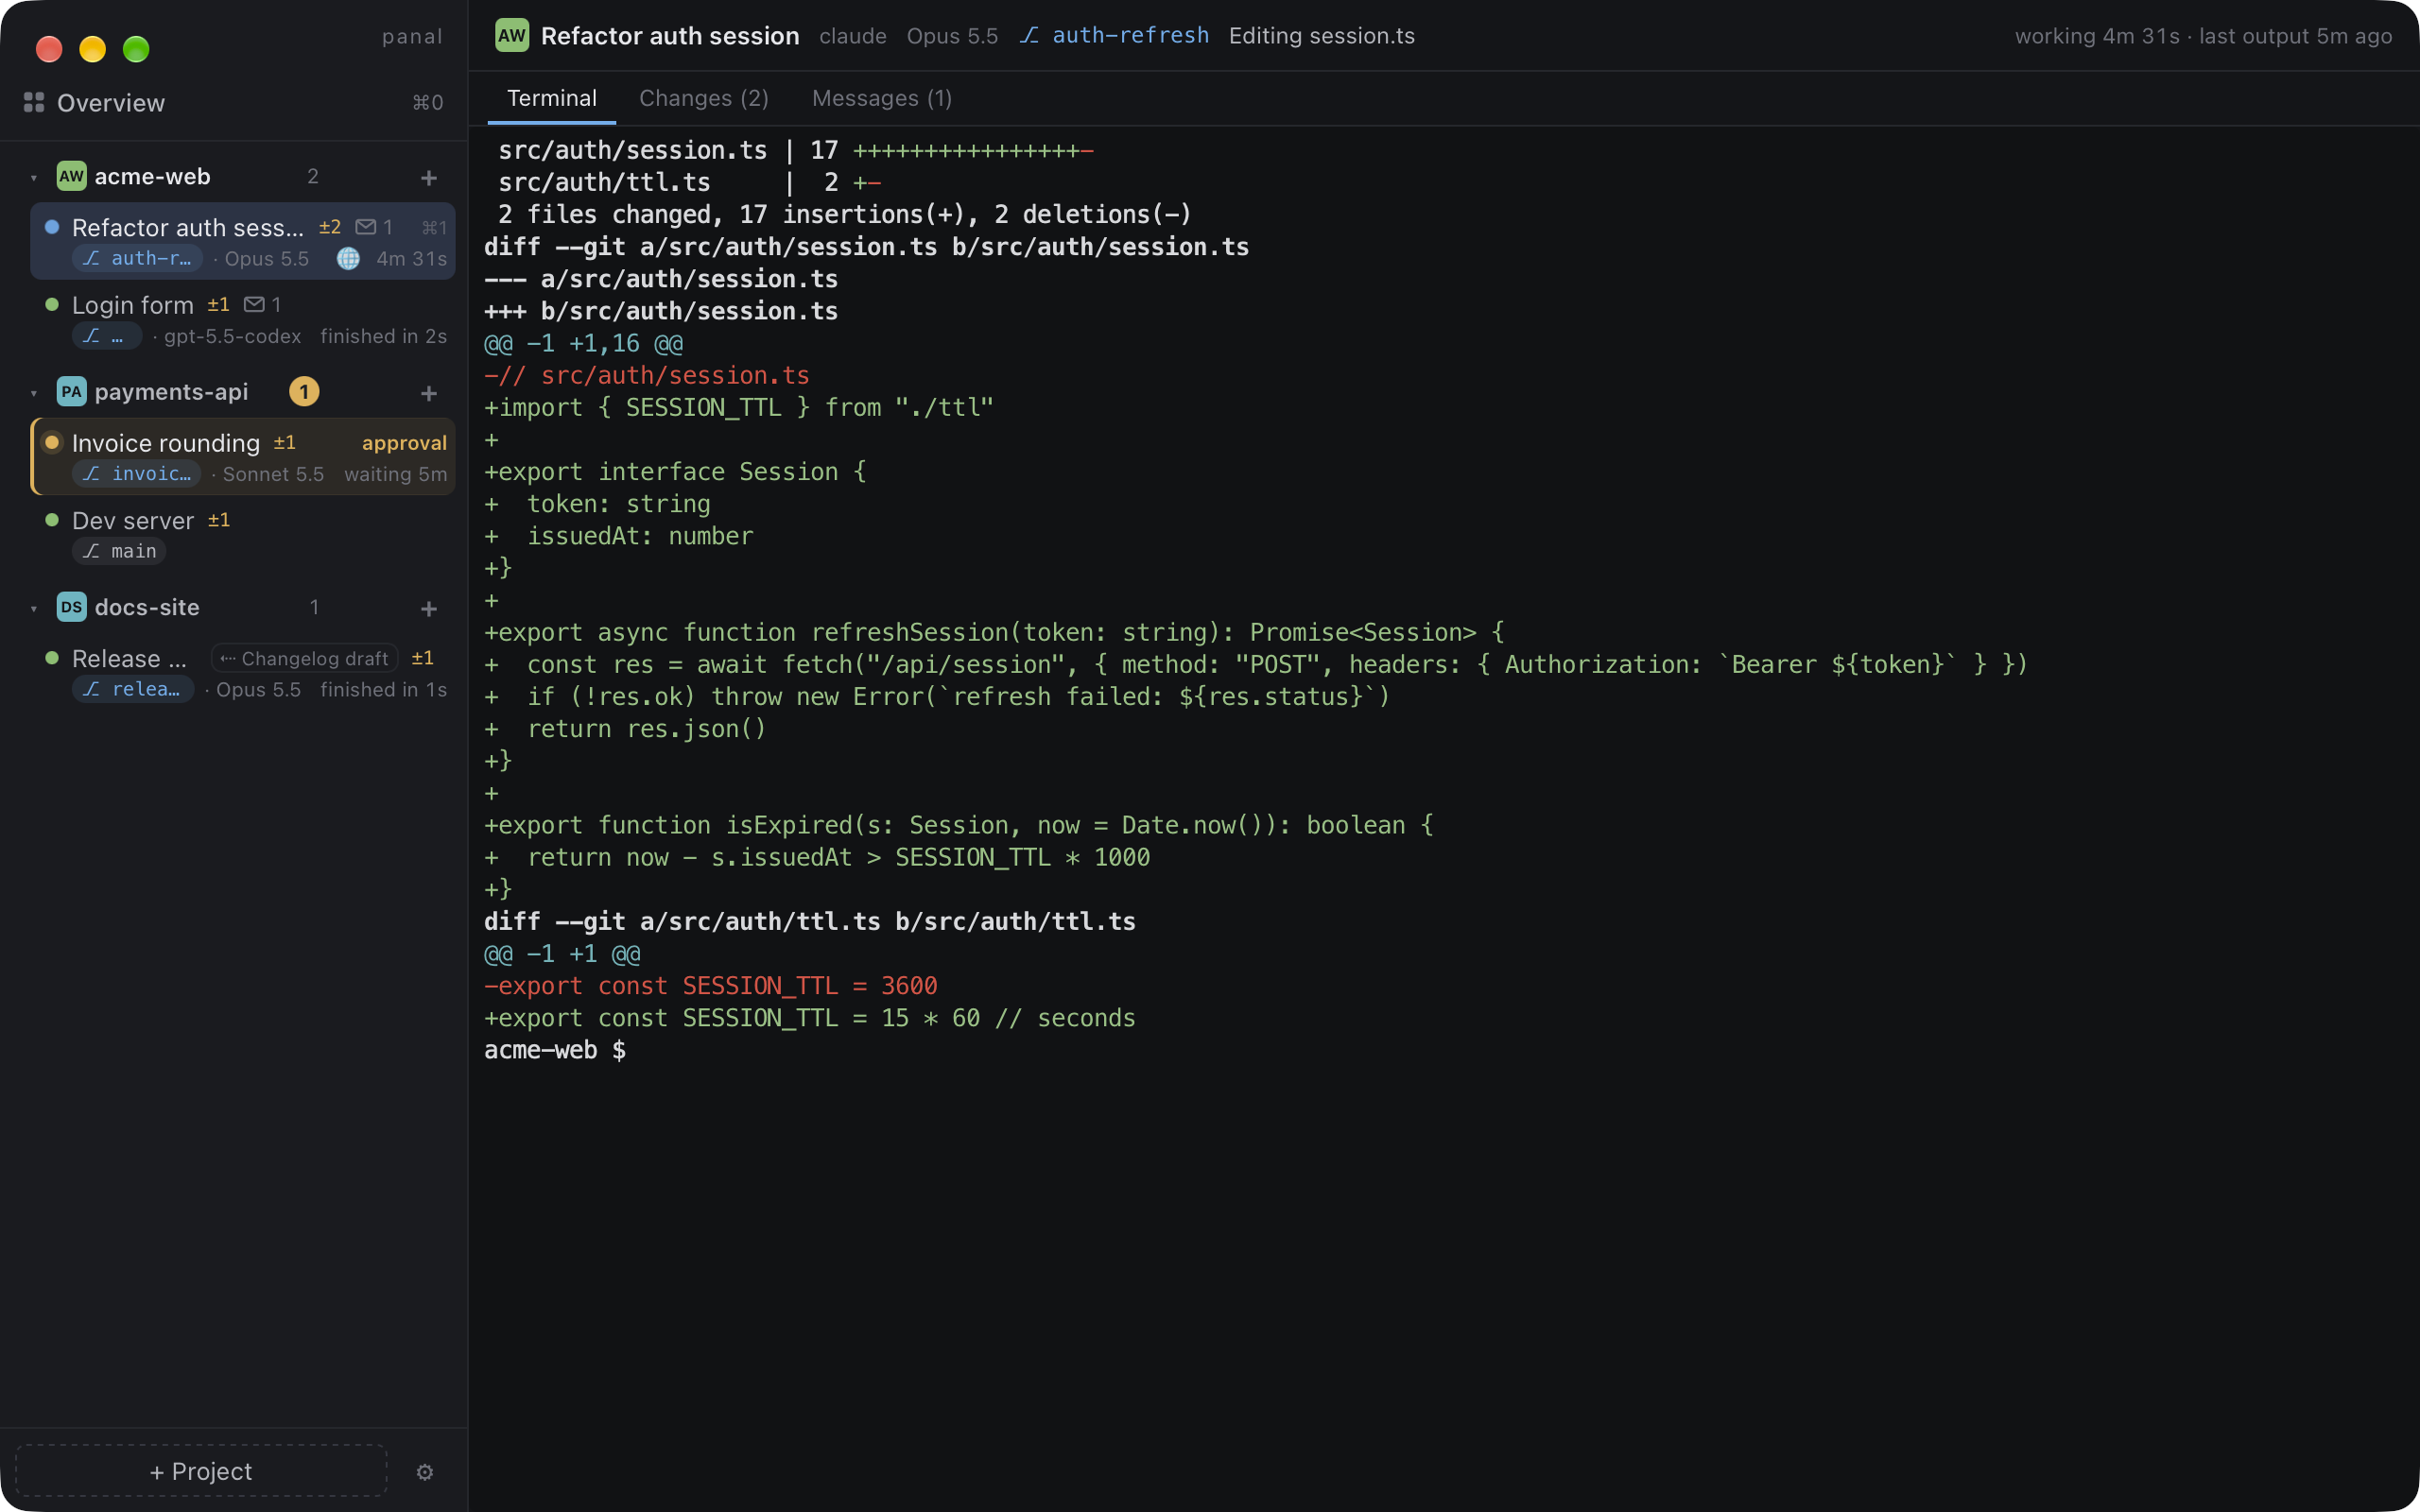 panal
Overview ⌘0
AW acme-web 2 +
Refactor auth sess... ±2 1 ⌘1
auth-r… · Opus 5.5 4m 31s
Login form ±1 1
… · gpt-5.5-codex finished in 2s
PA payments-api 1 +
Invoice rounding ±1 approval
invoic… · Sonnet 5.5 waiting 5m
Dev server ±1
main
DS docs-site 1 +
Release ... ⇠ Changelog draft ±1
relea… · Opus 5.5 finished in 1s
+ Project
AW Refactor auth session claude Opus 5.5 auth-refresh Editing session.ts working 4m 31s · last output 5m ago
Terminal Changes (2) Messages (1)
src/auth/session.ts | 17 ++++++++++++++++-
src/auth/ttl.ts | 2 +-
2 files changed, 17 insertions(+), 2 deletions(-)
diff --git a/src/auth/session.ts b/src/auth/session.ts
--- a/src/auth/session.ts
+++ b/src/auth/session.ts
@@ -1 +1,16 @@
-// src/auth/session.ts
+import { SESSION_TTL } from "./ttl"
+
+export interface Session {
+  token: string
+  issuedAt: number
+}
+
+export async function refreshSession(token: string): Promise<Session> {
+  const res = await fetch("/api/session", { method: "POST", headers: { Authorization: `Bearer ${token}` } })
+  if (!res.ok) throw new Error(`refresh failed: ${res.status}`)
+  return res.json()
+}
+
+export function isExpired(s: Session, now = Date.now()): boolean {
+  return now - s.issuedAt > SESSION_TTL * 1000
+}
diff --git a/src/auth/ttl.ts b/src/auth/ttl.ts
@@ -1 +1 @@
-export const SESSION_TTL = 3600
+export const SESSION_TTL = 15 * 60 // seconds
acme-web $